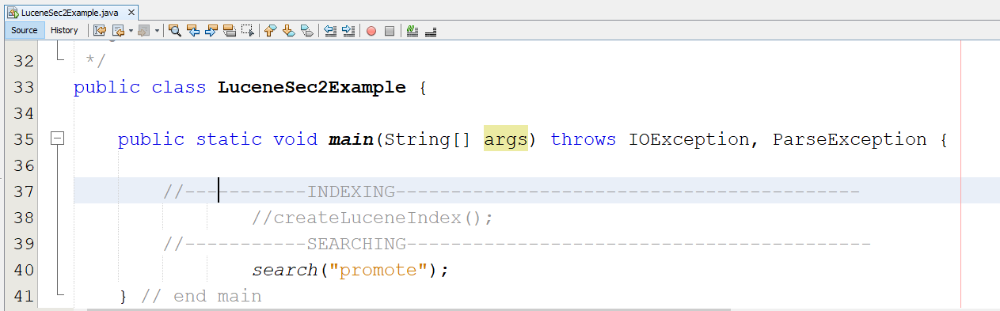 LuceneSec2Example.java
Source History
32 */
33 public class LuceneSec2Example {
34
35 public static void main(String[] args) throws IOException, ParseException {
36
37 //-----------INDEXING------------------------------------------
38 //createLuceneIndex();
39 //-----------SEARCHING------------------------------------------
40 search("promote");
41 } // end main